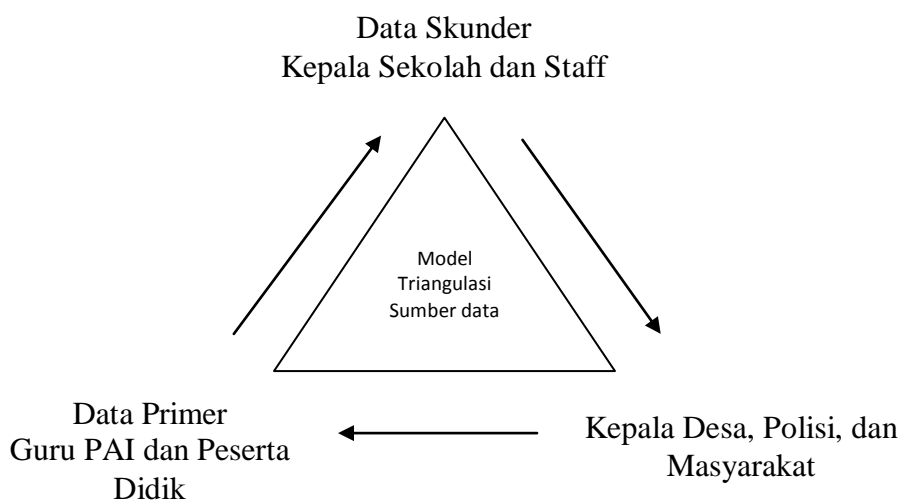 Data Skunder
Kepala Sekolah dan Staff
Model
Triangulasi
Sumber data
Data Primer
Guru PAI dan Peserta
Didik
Kepala Desa, Polisi, dan
Masyarakat